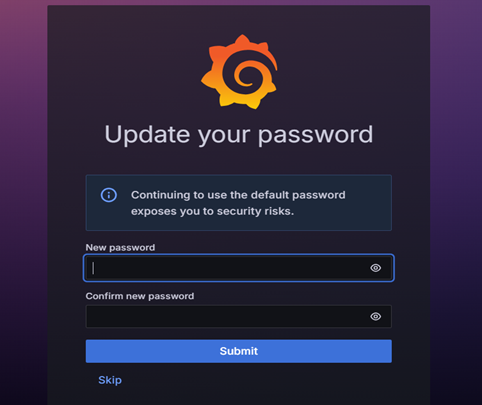 Update your password
Continuing to use the default password
exposes you to security risks.
New password
Confirm new password
Submit
Skip